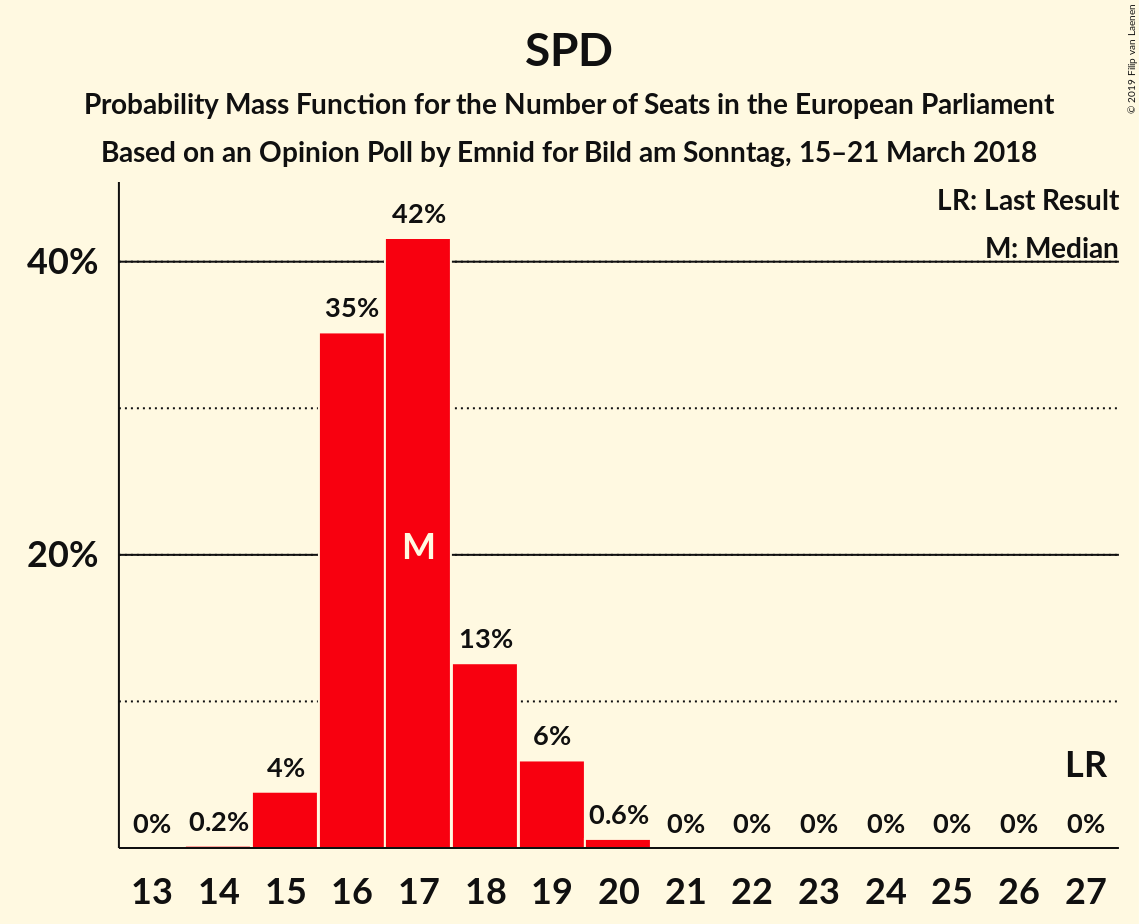 SPD
Probability Mass Function for the Number of Seats in the European Parliament
Based on an Opinion Poll by Emnid for Bild am Sonntag, 15–21 March 2018
© 2019 Filip van Laenen
LR: Last Result
M: Median
40%
20%
0% 0.2% 4% 35% 42% 13% 6% 0.6% 0% 0% 0% 0% 0% 0% 0%
M
LR
13 14 15 16 17 18 19 20 21 22 23 24 25 26 27